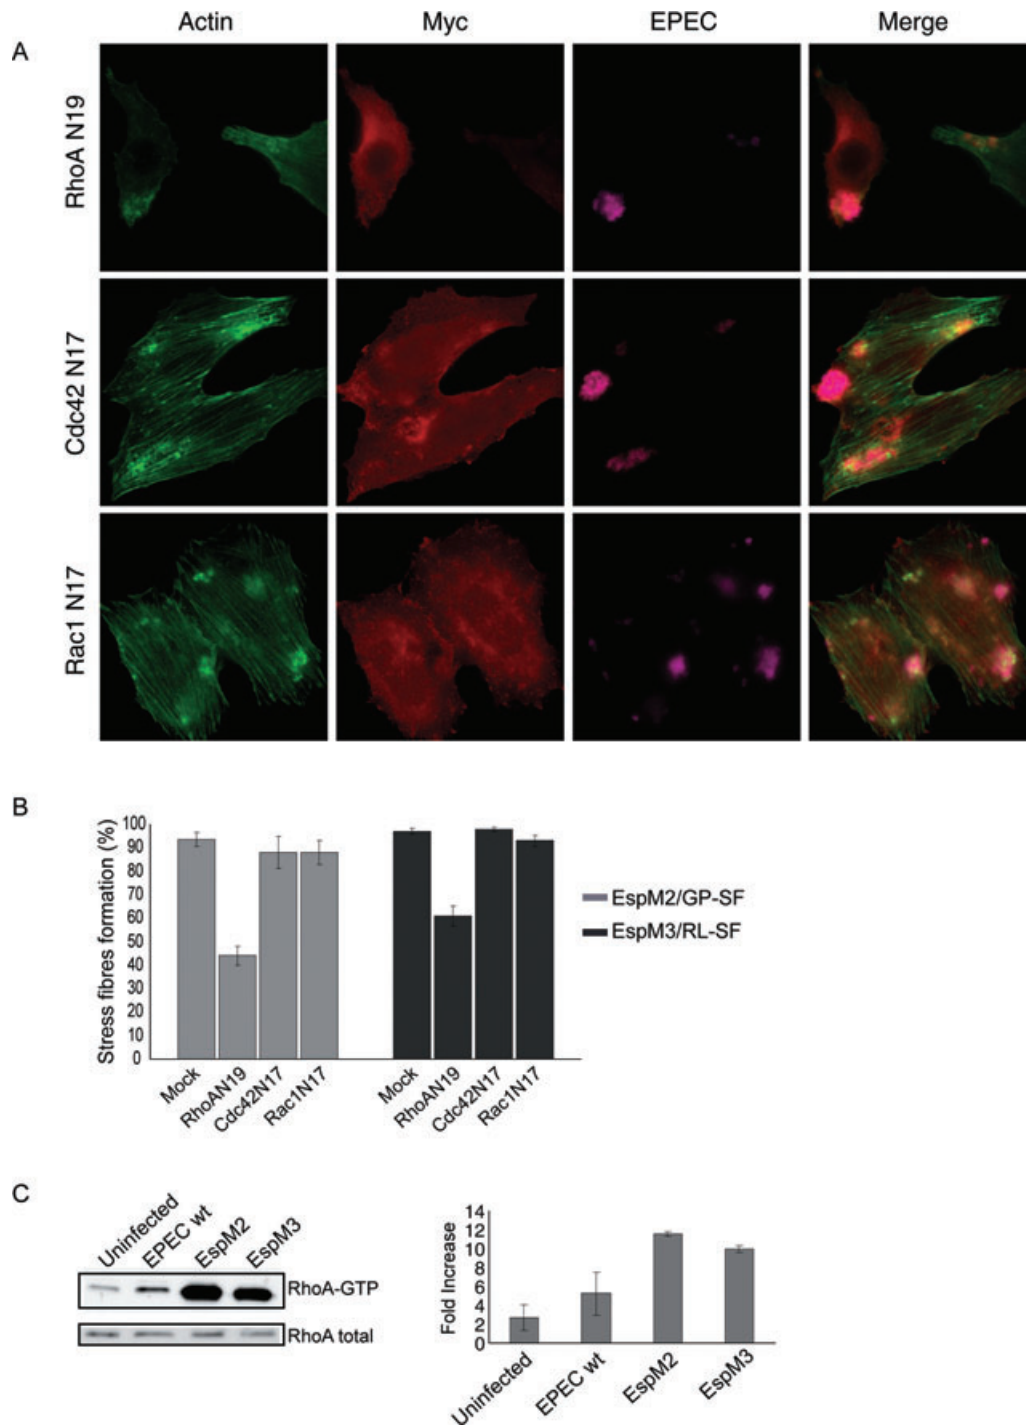 A
Actin
Myc
EPEC
Merge
RhoA N19
Cdc42 N17
Rac1 N17
B
Stress fibres formation (%)
100
90
80
70
60
50
40
30
20
10
0
Mock
RhoAN19
Cdc42N17
Rac1N17
Mock
RhoAN19
Cdc42N17
Rac1N17
EspM2/GP-SF
EspM3/RL-SF
C
Uninfected
EPEC wt
EspM2
EspM3
RhoA-GTP
RhoA total
Fold Increase
14
12
10
8
6
4
2
0
Uninfected
EPEC wt
EspM2
EspM3